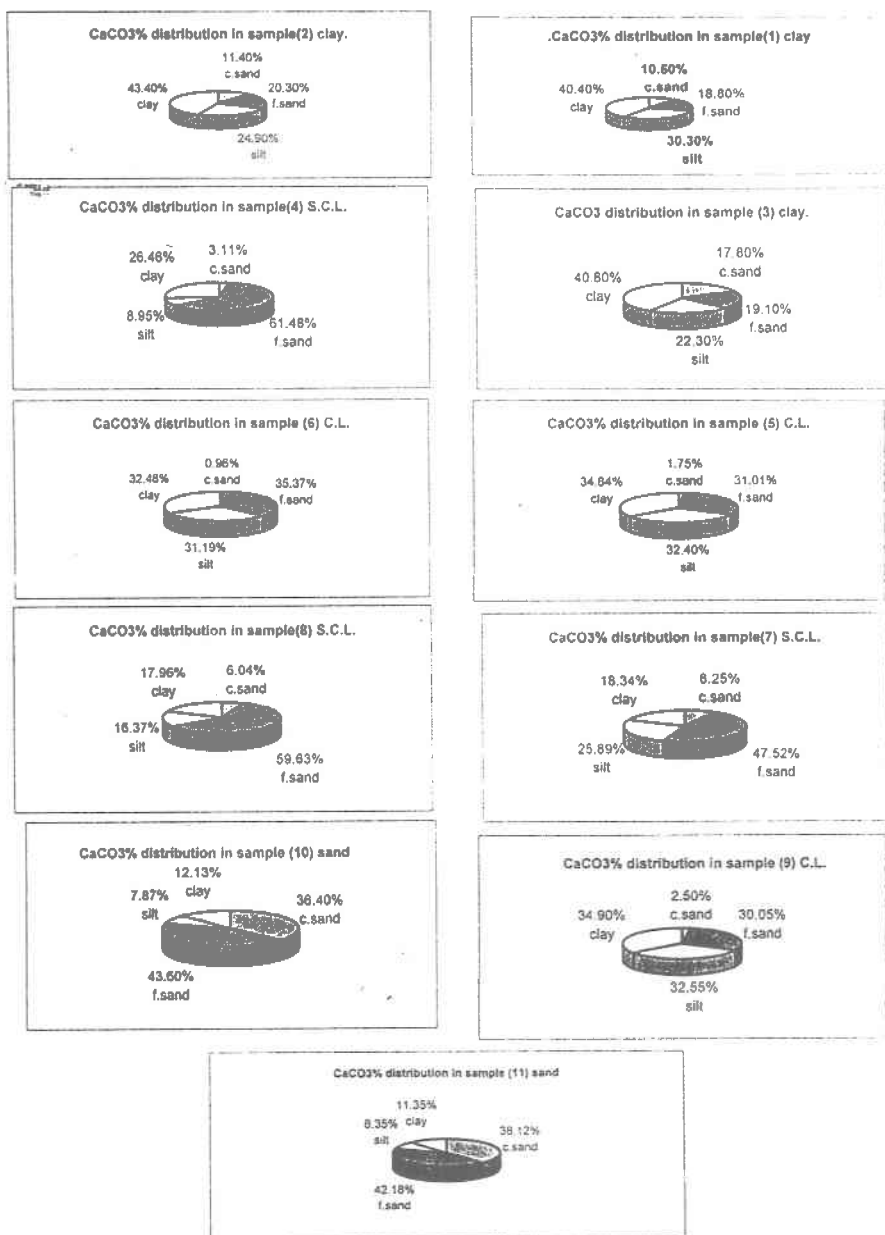 CaCO3% distribution in sample(2) clay.
11.40%
c.sand
43.40%
clay
20.30%
f.sand
24.90%
silt
.CaCO3% distribution in sample(1) clay
10.50%
c.sand
40.40%
clay
18.80%
f.sand
30.30%
silt
CaCO3% distribution in sample(4) S.C.L.
26.46%
clay
3.11%
c.sand
8.95%
silt
61.48%
f.sand
CaCO3 distribution in sample (3) clay.
17.80%
c.sand
40.80%
clay
19.10%
f.sand
22.30%
silt
CaCO3% distribution in sample (6) C.L.
0.96%
c.sand
32.48%
clay
35.37%
f.sand
31.19%
silt
CaCO3% distribution in sample (5) C.L.
1.75%
c.sand
34.84%
clay
31.01%
f.sand
32.40%
silt
CaCO3% distribution in sample(8) S.C.L.
17.96%
clay
6.04%
c.sand
16.37%
silt
59.63%
f.sand
CaCO3% distribution in sample(7) S.C.L.
18.34%
clay
8.25%
c.sand
25.89%
silt
47.52%
f.sand
CaCO3% distribution in sample (10) sand
12.13%
clay
7.87%
silt
36.40%
c.sand
43.60%
f.sand
CaCO3% distribution in sample (9) C.L.
2.50%
c.sand
34.90%
clay
30.05%
f.sand
32.55%
silt
CaCO3% distribution in sample (11) sand
11.35%
clay
8.35%
silt
38.12%
c.sand
42.18%
f.sand